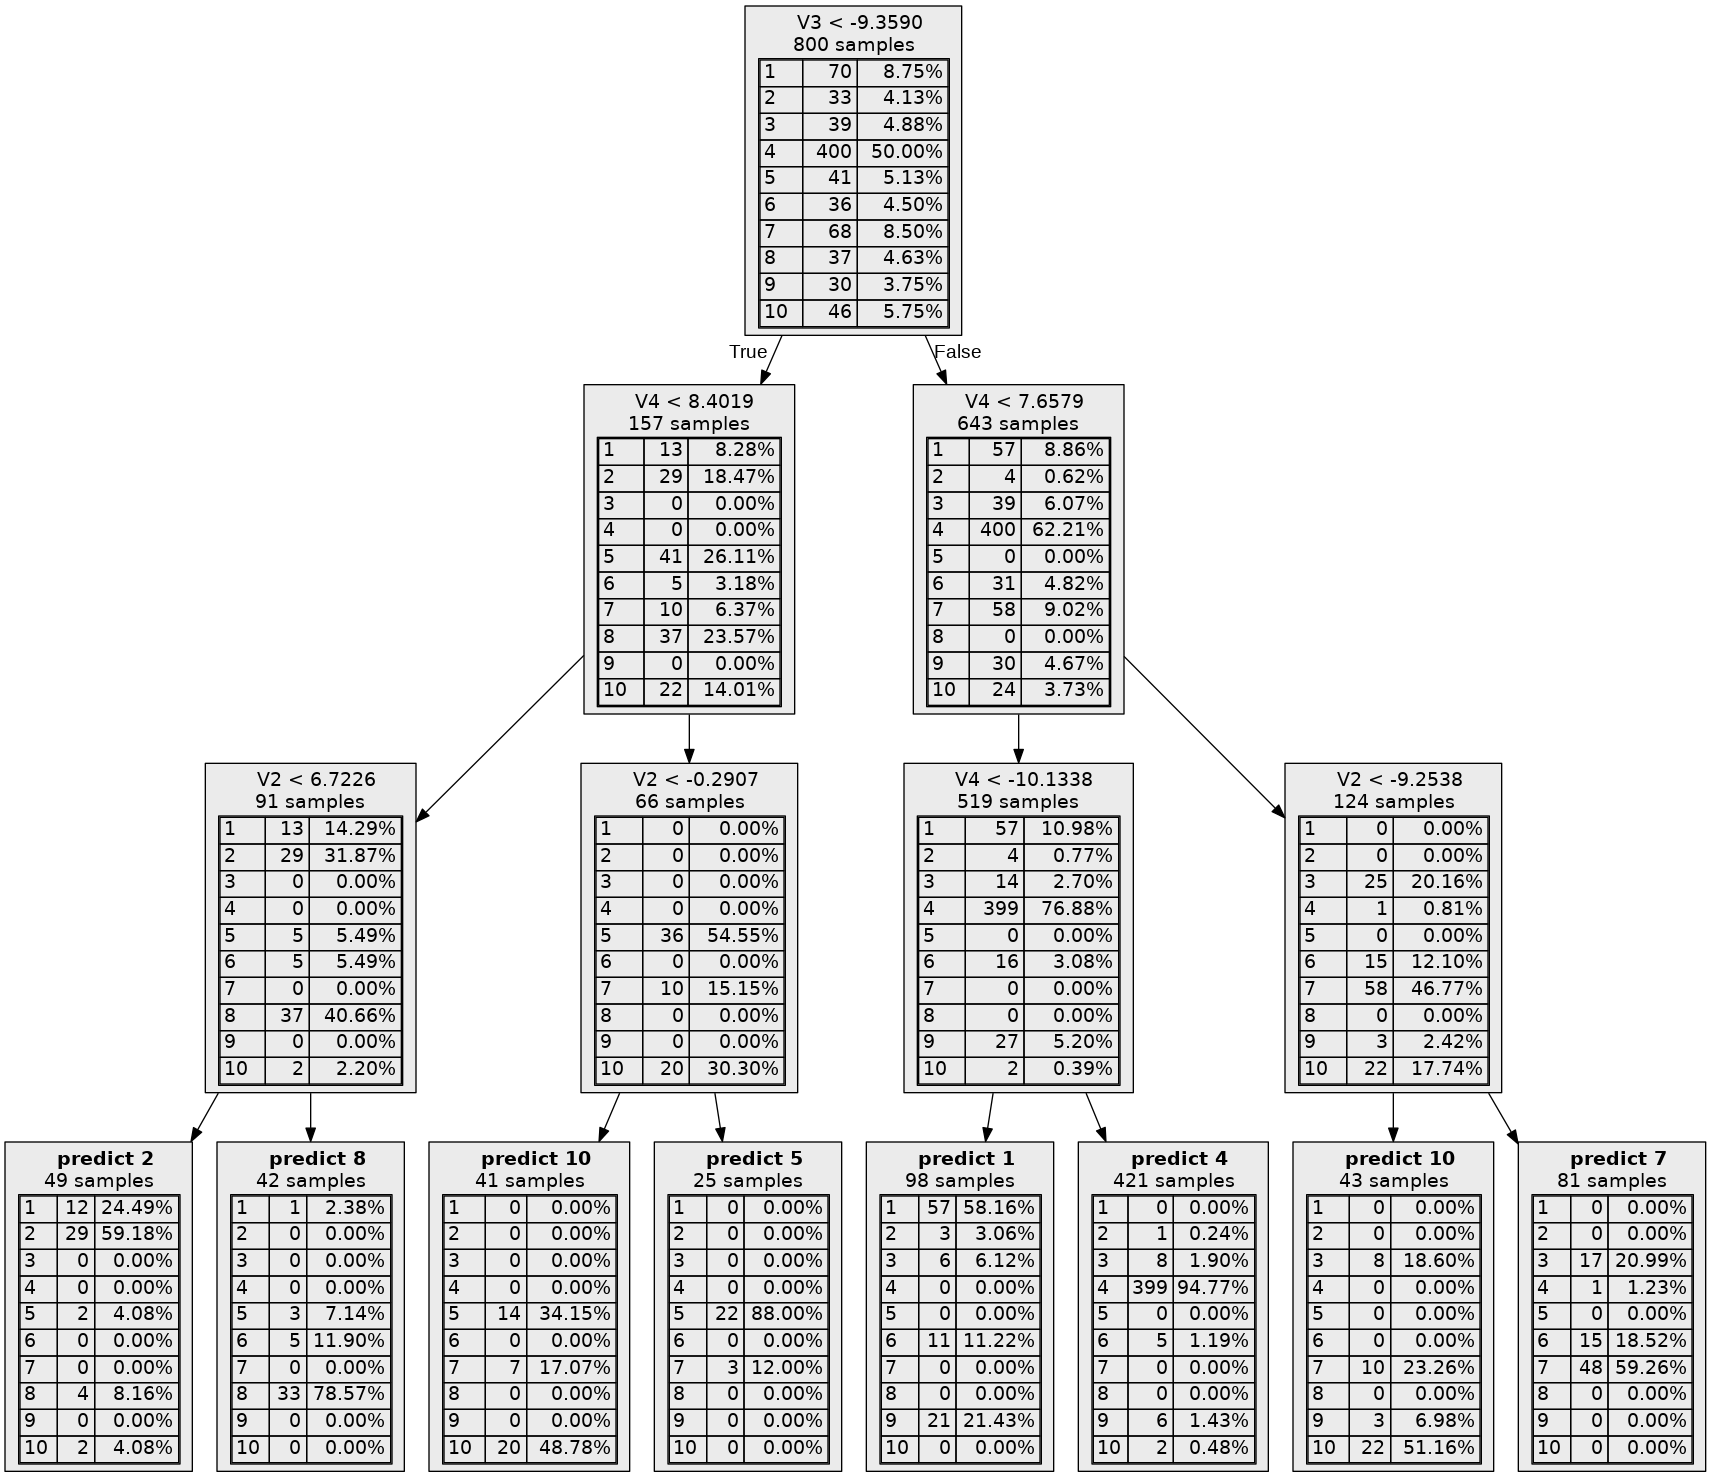 V3 < -9.3590
800 samples
1 70 8.75%
2 33 4.13%
3 39 4.88%
4 400 50.00%
5 41 5.13%
6 36 4.50%
7 68 8.50%
8 37 4.63%
9 30 3.75%
10 46 5.75%
True
False
V4 < 8.4019
157 samples
1 13 8.28%
2 29 18.47%
3 0 0.00%
4 0 0.00%
5 41 26.11%
6 5 3.18%
7 10 6.37%
8 37 23.57%
9 0 0.00%
10 22 14.01%
V4 < 7.6579
643 samples
1 57 8.86%
2 4 0.62%
3 39 6.07%
4 400 62.21%
5 0 0.00%
6 31 4.82%
7 58 9.02%
8 0 0.00%
9 30 4.67%
10 24 3.73%
V2 < 6.7226
91 samples
1 13 14.29%
2 29 31.87%
3 0 0.00%
4 0 0.00%
5 5 5.49%
6 5 5.49%
7 0 0.00%
8 37 40.66%
9 0 0.00%
10 2 2.20%
V2 < -0.2907
66 samples
1 0 0.00%
2 0 0.00%
3 0 0.00%
4 0 0.00%
5 36 54.55%
6 0 0.00%
7 10 15.15%
8 0 0.00%
9 0 0.00%
10 20 30.30%
V4 < -10.1338
519 samples
1 57 10.98%
2 4 0.77%
3 14 2.70%
4 399 76.88%
5 0 0.00%
6 16 3.08%
7 0 0.00%
8 0 0.00%
9 27 5.20%
10 2 0.39%
V2 < -9.2538
124 samples
1 0 0.00%
2 0 0.00%
3 25 20.16%
4 1 0.81%
5 0 0.00%
6 15 12.10%
7 58 46.77%
8 0 0.00%
9 3 2.42%
10 22 17.74%
predict 2
49 samples
1 12 24.49%
2 29 59.18%
3 0 0.00%
4 0 0.00%
5 2 4.08%
6 0 0.00%
7 0 0.00%
8 4 8.16%
9 0 0.00%
10 2 4.08%
predict 8
42 samples
1 1 2.38%
2 0 0.00%
3 0 0.00%
4 0 0.00%
5 3 7.14%
6 5 11.90%
7 0 0.00%
8 33 78.57%
9 0 0.00%
10 0 0.00%
predict 10
41 samples
1 0 0.00%
2 0 0.00%
3 0 0.00%
4 0 0.00%
5 14 34.15%
6 0 0.00%
7 7 17.07%
8 0 0.00%
9 0 0.00%
10 20 48.78%
predict 5
25 samples
1 0 0.00%
2 0 0.00%
3 0 0.00%
4 0 0.00%
5 22 88.00%
6 0 0.00%
7 3 12.00%
8 0 0.00%
9 0 0.00%
10 0 0.00%
predict 1
98 samples
1 57 58.16%
2 3 3.06%
3 6 6.12%
4 0 0.00%
5 0 0.00%
6 11 11.22%
7 0 0.00%
8 0 0.00%
9 21 21.43%
10 0 0.00%
predict 4
421 samples
1 0 0.00%
2 1 0.24%
3 8 1.90%
4 399 94.77%
5 0 0.00%
6 5 1.19%
7 0 0.00%
8 0 0.00%
9 6 1.43%
10 2 0.48%
predict 10
43 samples
1 0 0.00%
2 0 0.00%
3 8 18.60%
4 0 0.00%
5 0 0.00%
6 0 0.00%
7 10 23.26%
8 0 0.00%
9 3 6.98%
10 22 51.16%
predict 7
81 samples
1 0 0.00%
2 0 0.00%
3 17 20.99%
4 1 1.23%
5 0 0.00%
6 15 18.52%
7 48 59.26%
8 0 0.00%
9 0 0.00%
10 0 0.00%